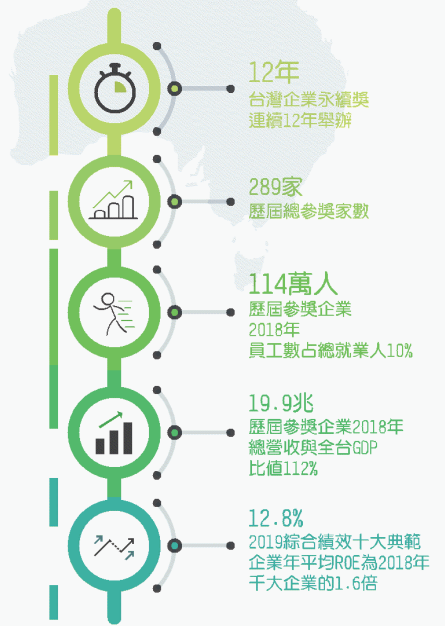 12年
台灣企業永續獎
連續12年舉辦
289家
歷屆總參獎家數
114萬人
歷屆參獎企業
2018年
員工數占總就業人10%
19.9兆
歷屆參獎企業2018年
總營收與全台GDP
比值112%
12.8%
2019綜合績效十大典範
企業年平均ROE為2018年
千大企業的1.6倍